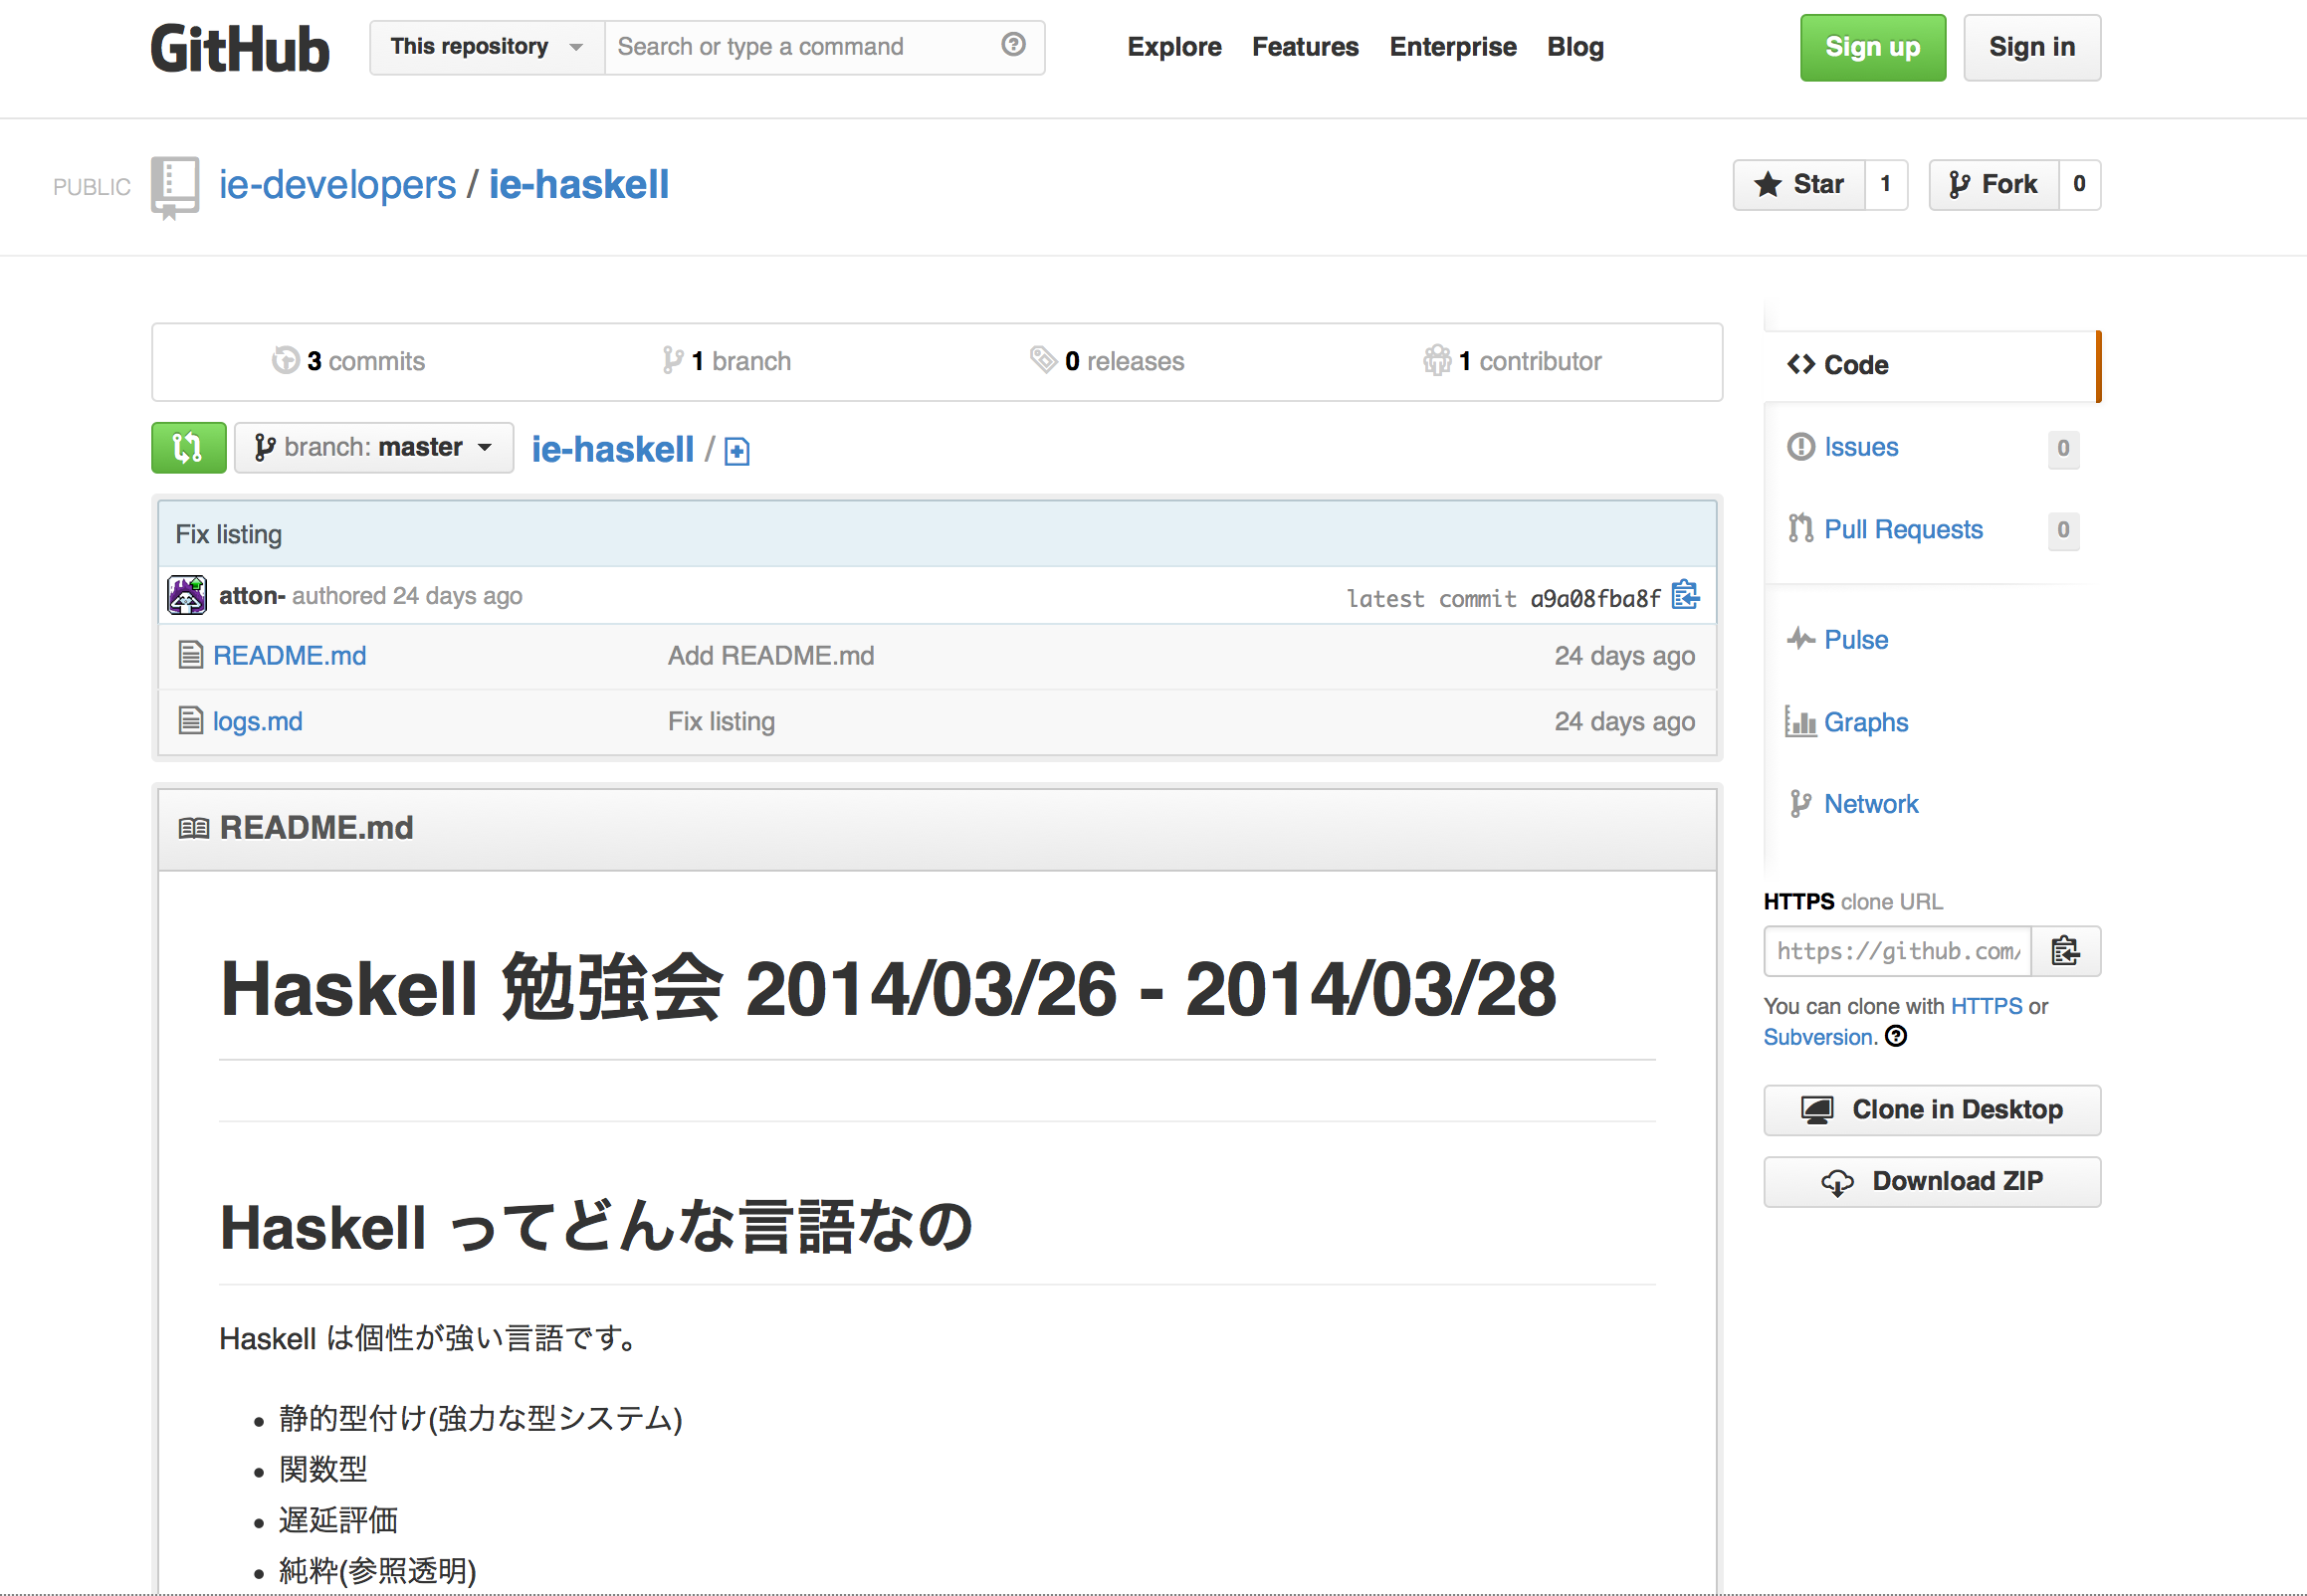 GitHub This repository Search or type a command Explore Features Enterprise Blog Sign up Sign in
PUBLIC ie-developers / ie-haskell Star 1 Fork 0
3 commits 1 branch 0 releases 1 contributor
branch: master ie-haskell /
Fix listing
atton- authored 24 days ago latest commit a9a08fba8f
README.md Add README.md 24 days ago
logs.md Fix listing 24 days ago
README.md
Haskell 勉強会 2014/03/26 - 2014/03/28
Haskell ってどんな言語なの
Haskell は個性が強い言語です。
• 静的型付け(強力な型システム)
• 関数型
• 遅延評価
• 純粋(参照透明)
Code
Issues 0
Pull Requests 0
Pulse
Graphs
Network
HTTPS clone URL
https://github.com/
You can clone with HTTPS or
Subversion.
Clone in Desktop
Download ZIP